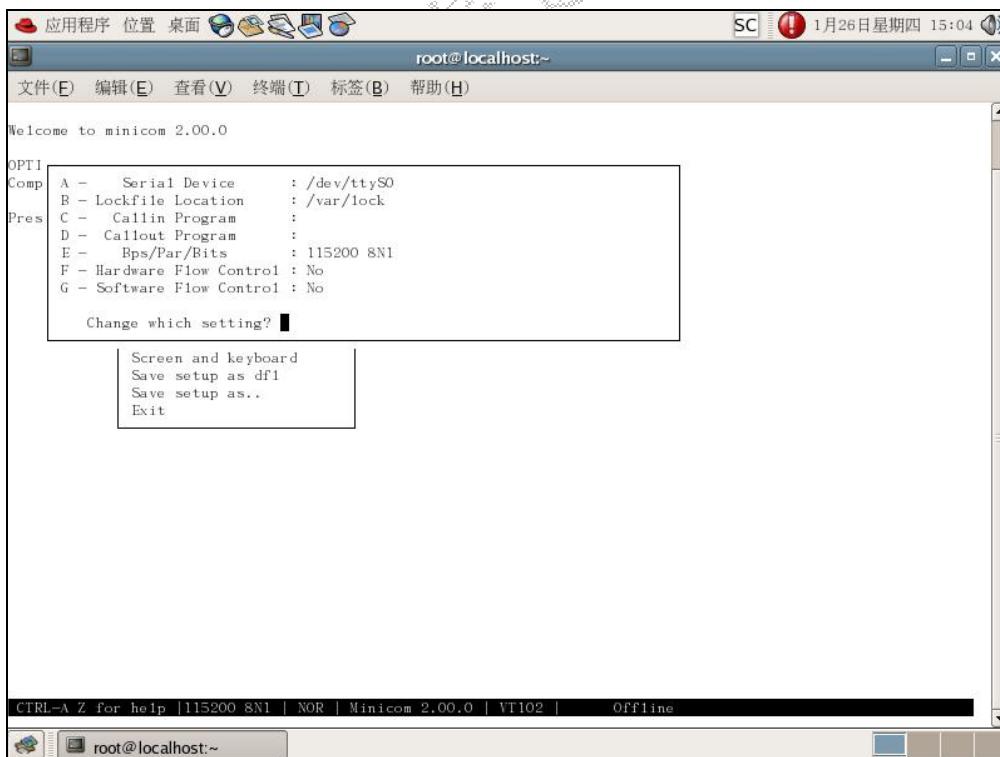 应用程序 位置 桌面 SC 1月26日星期四 15:04
root@localhost:~
文件(F) 编辑(E) 查看(V) 终端(T) 标签(B) 帮助(H)
Welcome to minicom 2.00.0
OPTI
Comp A - Serial Device : /dev/ttyS0
B - Lockfile Location : /var/lock
Pres C - Callin Program :
D - Callout Program :
E - Bps/Par/Bits : 115200 8N1
F - Hardware Flow Control : No
G - Software Flow Control : No
Change which setting?
Screen and keyboard
Save setup as dfl
Save setup as..
Exit
CTRL-A Z for help |115200 8N1 | NOR | Minicom 2.00.0 | VT102 | Offline
root@localhost:~